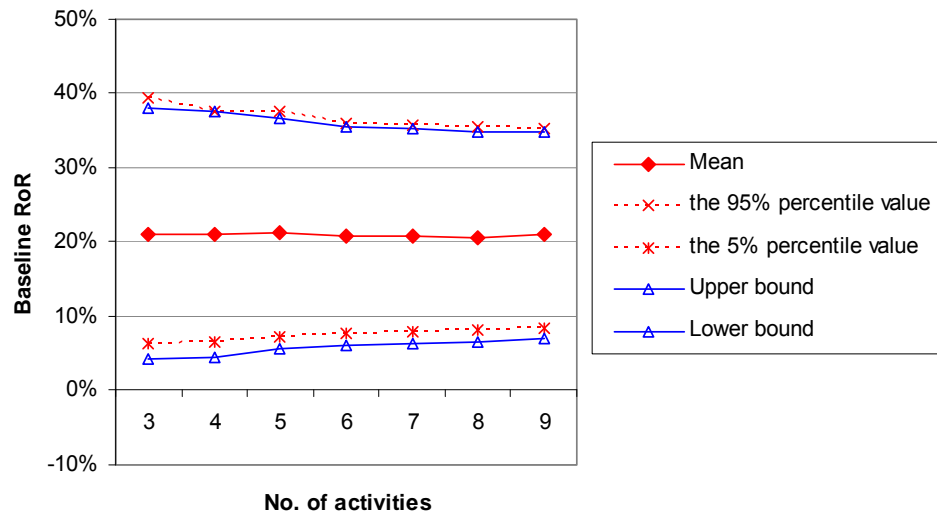 50%
40%
30%
20%
10%
0%
-10%
Baseline RoR
3 4 5 6 7 8 9
No. of activities
Mean
the 95% percentile value
the 5% percentile value
Upper bound
Lower bound